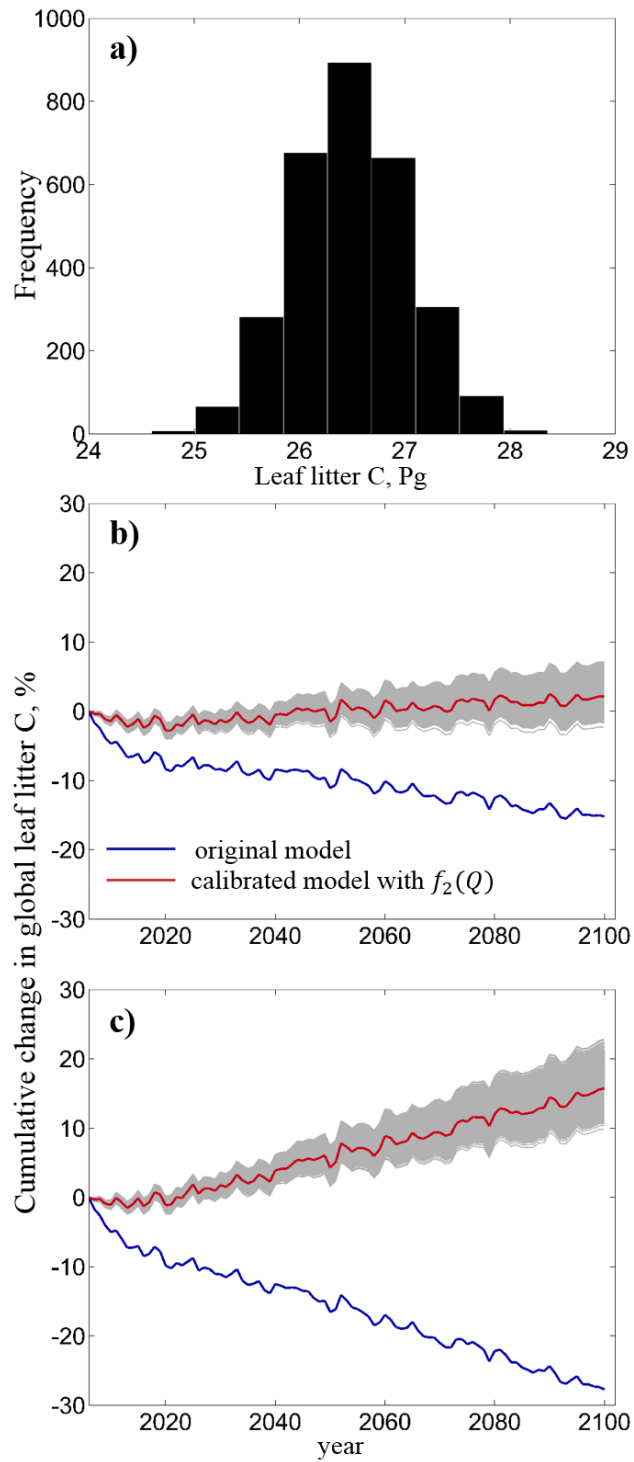 1000
a)
800
600
400
200
0
Frequency
24 25 26 27 28 29
Leaf litter C, Pg
30
b)
20
10
0
-10
-20
-30
original model
calibrated model with f₂(Q)
2020 2040 2060 2080 2100
Cumulative change in global leaf litter C, %
30
c)
20
10
0
-10
-20
-30
2020 2040 2060 2080 2100
year